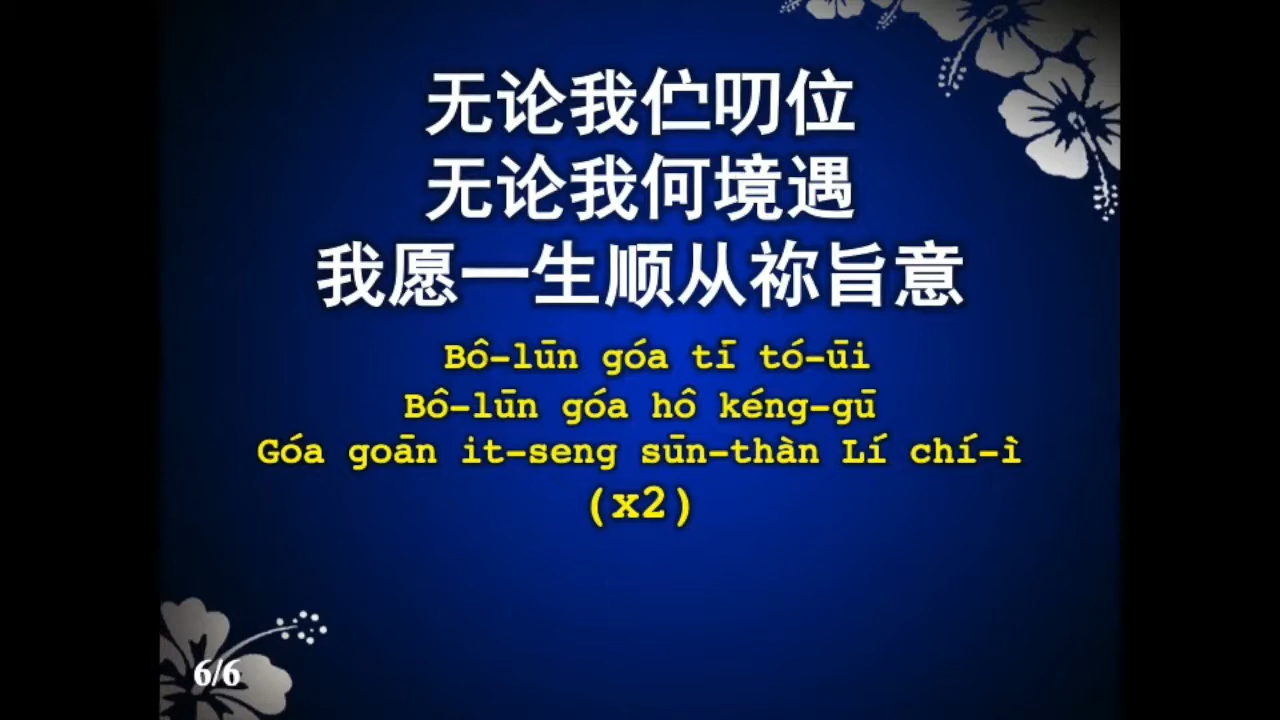 无论我伫叨位
无论我何境遇
我愿一生顺从祢旨意
Bô-lūn góa tī tó-ūi
Bô-lūn góa hô kéng-gū
Góa goān it-seng sūn-thàn Lí chí-ì
(x2)
6/6